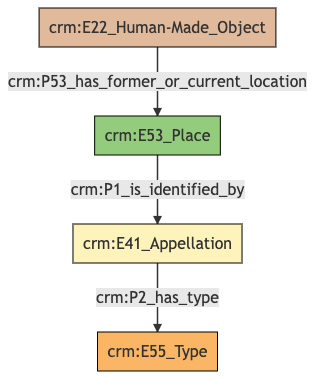 crm:E22_Human-Made_Object
crm:P53_has_former_or_current_location
crm:E53_Place
crm:P1_is_identified_by
crm:E41_Appellation
crm:P2_has_type
crm:E55_Type